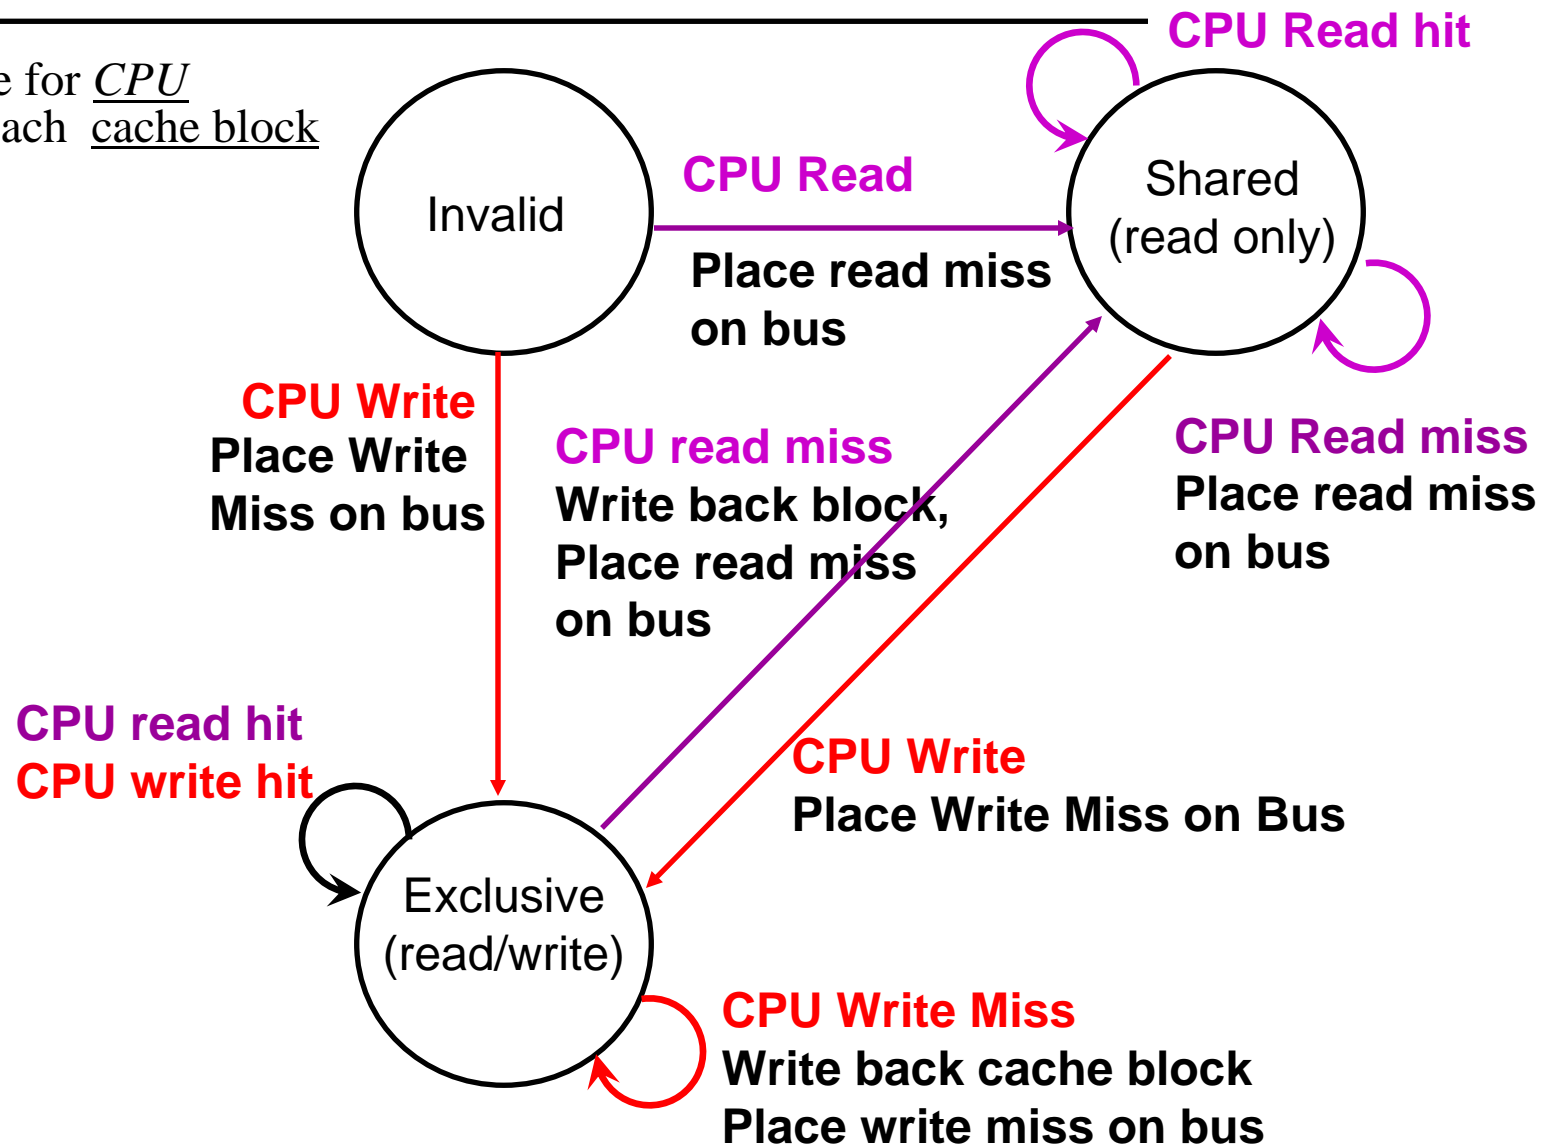 CPU Read hit
e for CPU
ach cache block
Invalid
CPU Read
Shared
(read only)
Place read miss
on bus
CPU Write
Place Write
Miss on bus
CPU read miss
Write back block,
Place read miss
on bus
CPU Read miss
Place read miss
on bus
CPU read hit
CPU write hit
CPU Write
Place Write Miss on Bus
Exclusive
(read/write)
CPU Write Miss
Write back cache block
Place write miss on bus